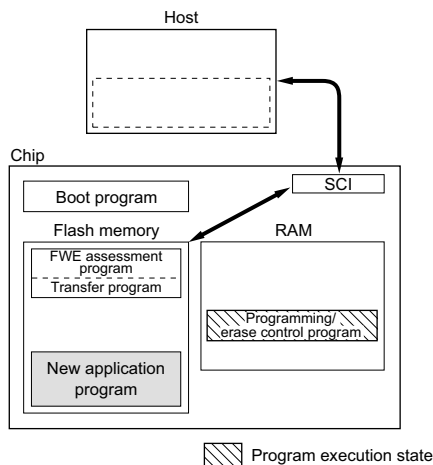 Host
Chip
SCI
Boot program
Flash memory
RAM
FWE assessment
program
Transfer program
Programming/
erase control program
New application
program
Program execution state